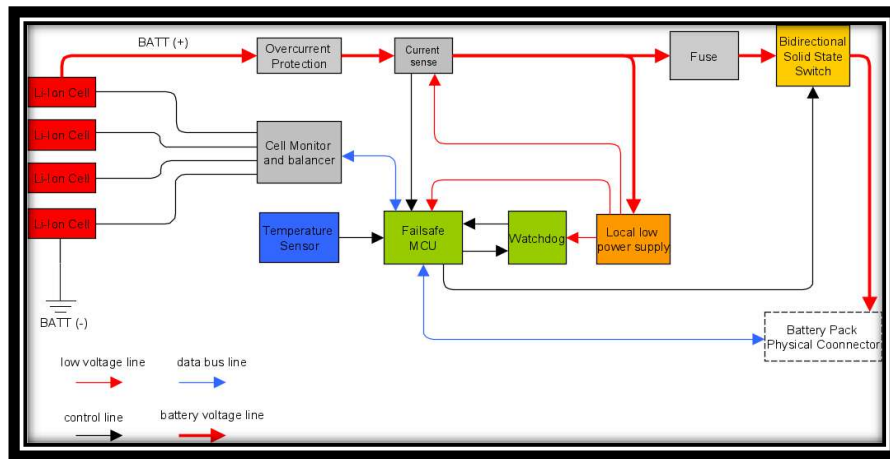 BATT (+)
Overcurrent
Protection
Current
sense
Fuse
Bidirectional
Solid State
Switch
Li-Ion Cell
Li-Ion Cell
Li-Ion Cell
Li-Ion Cell
Cell Monitor
and balancer
Temperature
Sensor
Failsafe
MCU
Watchdog
Local low
power supply
BATT (-)
Battery Pack
Physical Coonnector
low voltage line
data bus line
control line
battery voltage line